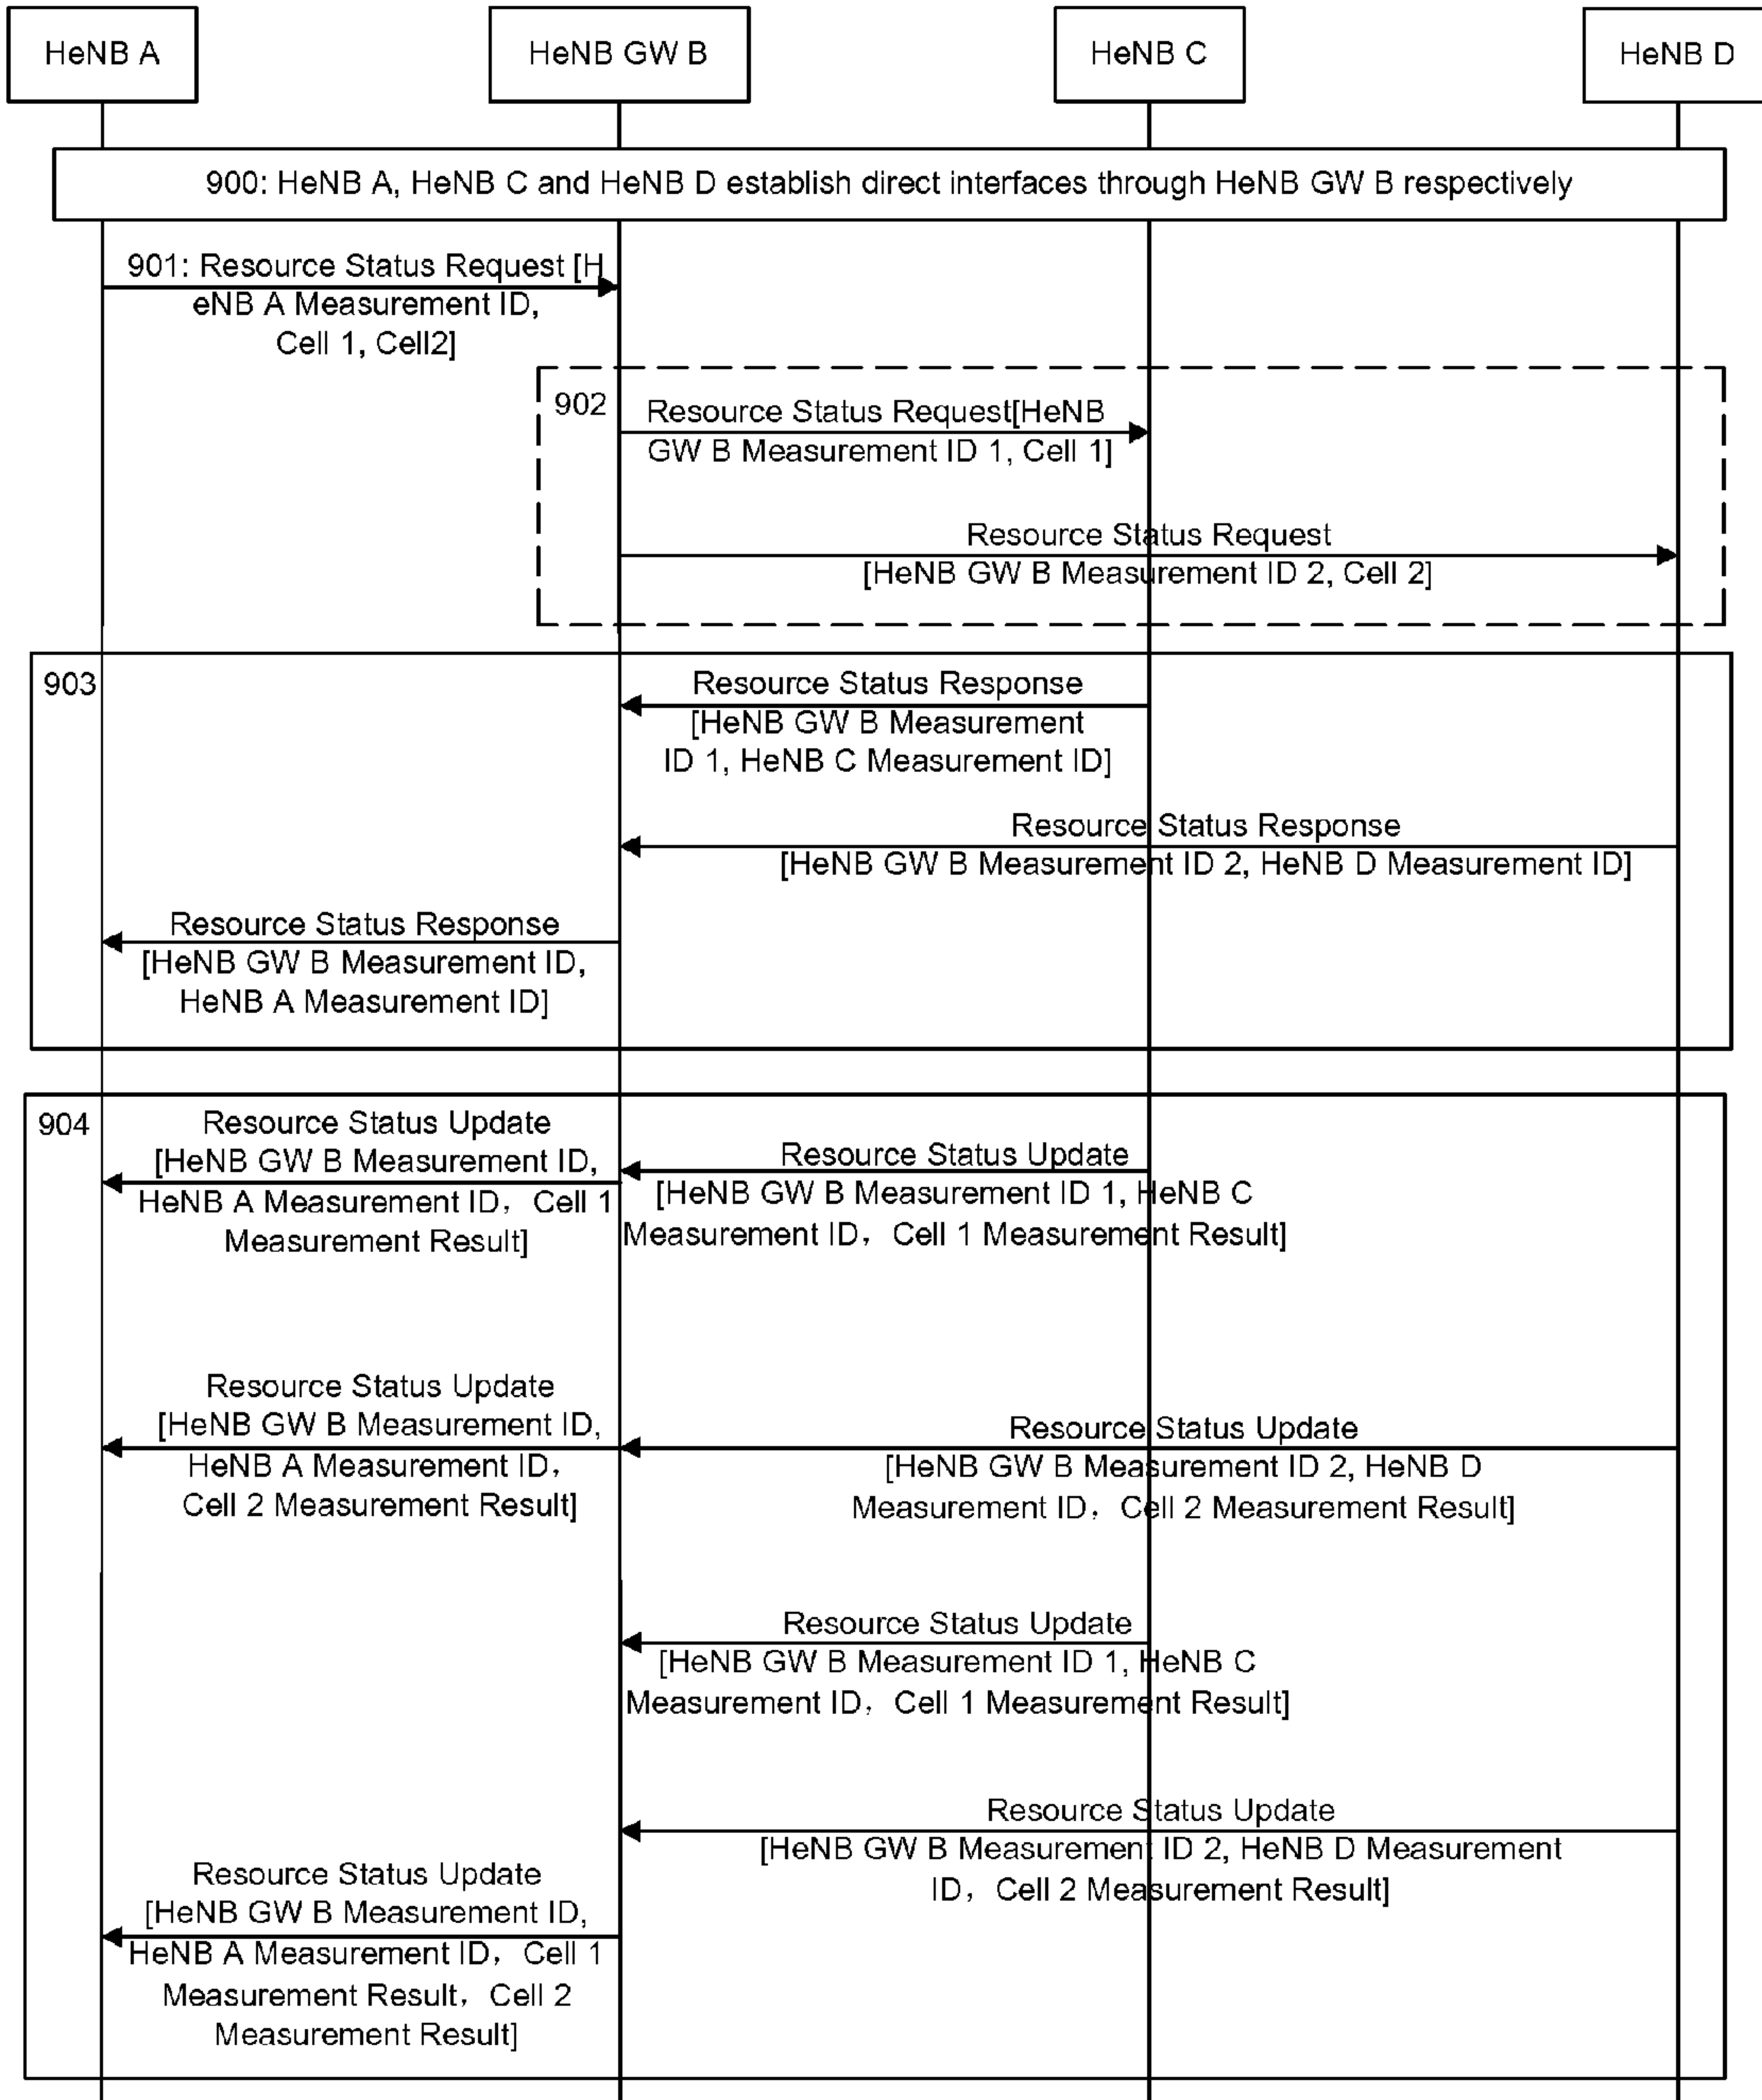 HeNB A
HeNB GW B
HeNB C
HeNB D
900: HeNB A, HeNB C and HeNB D establish direct interfaces through HeNB GW B respectively
901: Resource Status Request [H
eNB A Measurement ID,
Cell 1, Cell2]
902
Resource Status Request[HeNB
GW B Measurement ID 1, Cell 1]
Resource Status Request
[HeNB GW B Measurement ID 2, Cell 2]
903
Resource Status Response
[HeNB GW B Measurement
ID 1, HeNB C Measurement ID]
Resource Status Response
[HeNB GW B Measurement ID 2, HeNB D Measurement ID]
Resource Status Response
[HeNB GW B Measurement ID,
HeNB A Measurement ID]
904
Resource Status Update
[HeNB GW B Measurement ID,
HeNB A Measurement ID, Cell 1
Measurement Result]
Resource Status Update
[HeNB GW B Measurement ID 1, HeNB C
Measurement ID, Cell 1 Measurement Result]
Resource Status Update
[HeNB GW B Measurement ID,
HeNB A Measurement ID,
Cell 2 Measurement Result]
Resource Status Update
[HeNB GW B Measurement ID 2, HeNB D
Measurement ID, Cell 2 Measurement Result]
Resource Status Update
[HeNB GW B Measurement ID 1, HeNB C
Measurement ID, Cell 1 Measurement Result]
Resource Status Update
[HeNB GW B Measurement ID 2, HeNB D Measurement
ID, Cell 2 Measurement Result]
Resource Status Update
[HeNB GW B Measurement ID,
HeNB A Measurement ID, Cell 1
Measurement Result, Cell 2
Measurement Result]